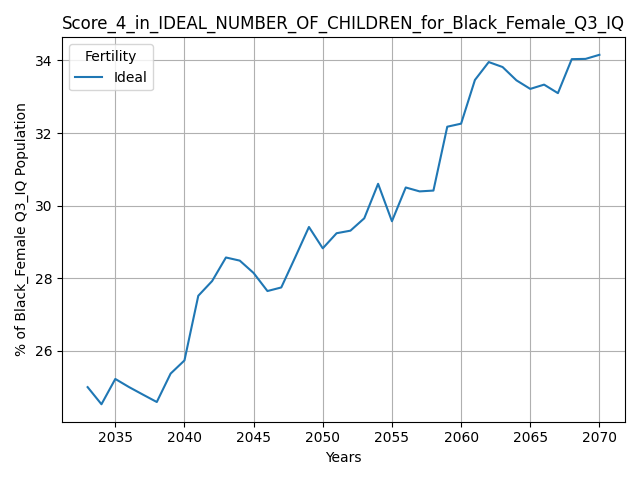 Score_4_in_IDEAL_NUMBER_OF_CHILDREN_for_Black_Female_Q3_IQ
Fertility
Ideal
% of Black_Female Q3_IQ Population
34
32
30
28
26
2035 2040 2045 2050 2055 2060 2065 2070
Years